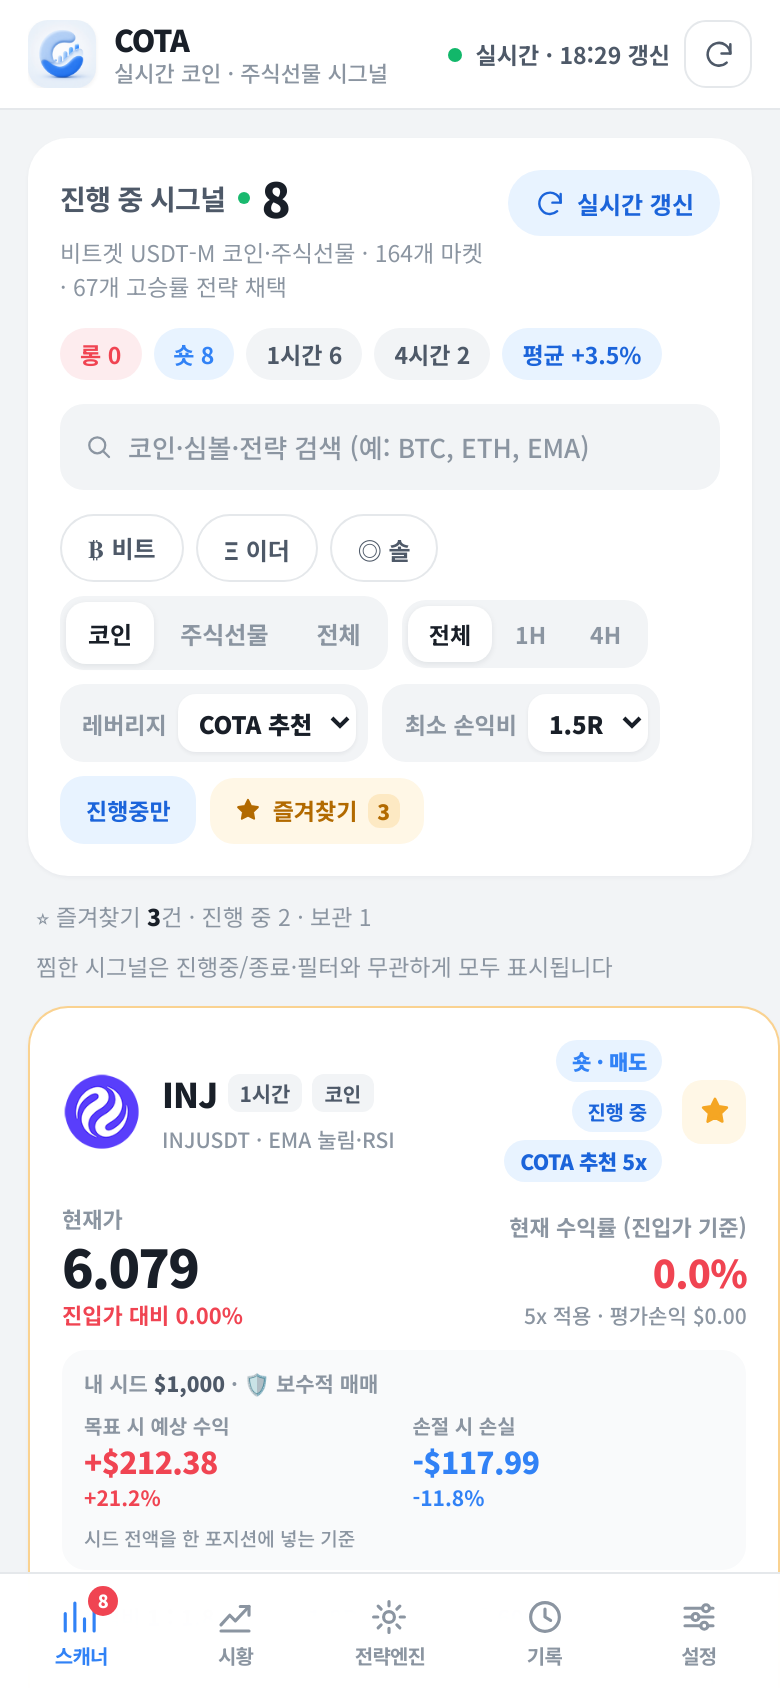 COTA
실시간 코인 · 주식선물 시그널
실시간 · 18:29 갱신
진행 중 시그널 8
실시간 갱신
비트겟 USDT-M 코인·주식선물 · 164개 마켓
· 67개 고승률 전략 채택
롱 0 숏 8 1시간 6 4시간 2 평균 +3.5%
코인·심볼·전략 검색 (예: BTC, ETH, EMA)
₿ 비트 Ξ 이더 ◎ 솔
코인 주식선물 전체 전체 1H 4H
레버리지 COTA 추천 최소 손익비 1.5R
진행중만 ★ 즐겨찾기 3
⭐ 즐겨찾기 3건 · 진행 중 2 · 보관 1
찜한 시그널은 진행중/종료·필터와 무관하게 모두 표시됩니다
INJ 1시간 코인
INJUSDT · EMA 눌림·RSI
숏 · 매도
진행 중
COTA 추천 5x
현재가
6.079
진입가 대비 0.00%
현재 수익률 (진입가 기준)
0.0%
5x 적용 · 평가손익 $0.00
내 시드 $1,000 · 🛡️ 보수적 매매
목표 시 예상 수익
+$212.38
+21.2%
손절 시 손실
-$117.99
-11.8%
시드 전액을 한 포지션에 넣는 기준
8
스캐너 시황 전략엔진 기록 설정